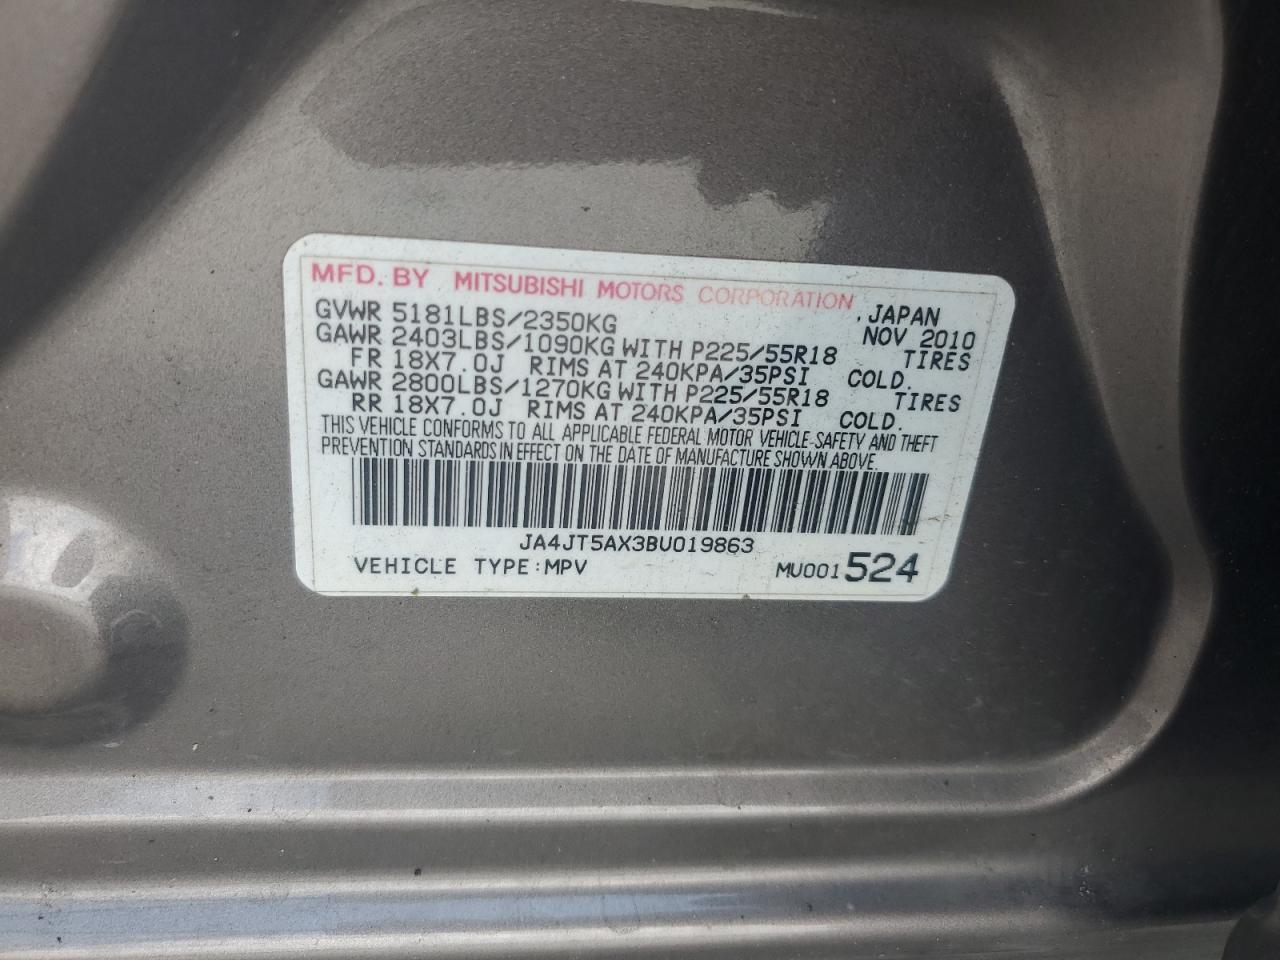 MFD. BY MITSUBISHI MOTORS CORPORATION, JAPAN
GVWR 5181LBS/2350KG NOV 2010
GAWR 2403LBS/1090KG WITH P225/55R18 TIRES
FR 18X7.0J RIMS AT 240KPA/35PSI COLD.
GAWR 2800LBS/1270KG WITH P225/55R18 TIRES
RR 18X7.0J RIMS AT 240KPA/35PSI COLD.
THIS VEHICLE CONFORMS TO ALL APPLICABLE FEDERAL MOTOR VEHICLE-SAFETY AND THEFT
PREVENTION STANDARDS IN EFFECT ON THE DATE OF MANUFACTURE SHOWN ABOVE.
JA4JT5AX3BU019863
VEHICLE TYPE:MPV MU001524